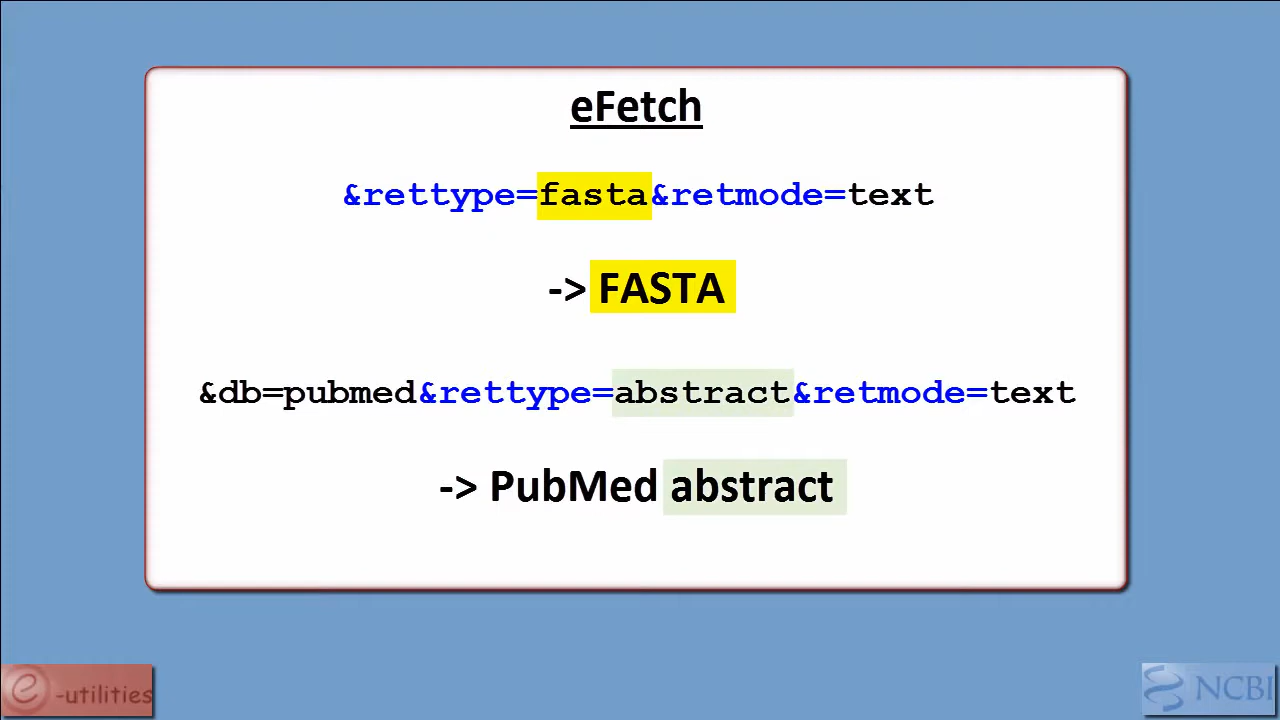 eFetch
&rettype=fasta&retmode=text
-> FASTA
&db=pubmed&rettype=abstract&retmode=text
-> PubMed abstract
e -utilities
NCBI